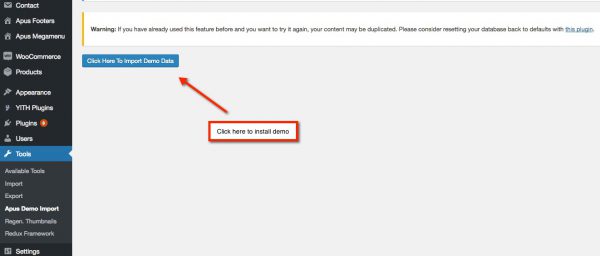 Contact
Apus Footers
Apus Megamenu
WooCommerce
Products
Appearance
YITH Plugins
Plugins 6
Users
Tools
Available Tools
Import
Export
Apus Demo Import
Regen. Thumbnails
Redux Framework
Settings
Warning: If you have already used this feature before and you want to try it again, your content may be duplicated. Please consider resetting your database back to defaults with this plugin.
Click Here To Import Demo Data
Click here to install demo